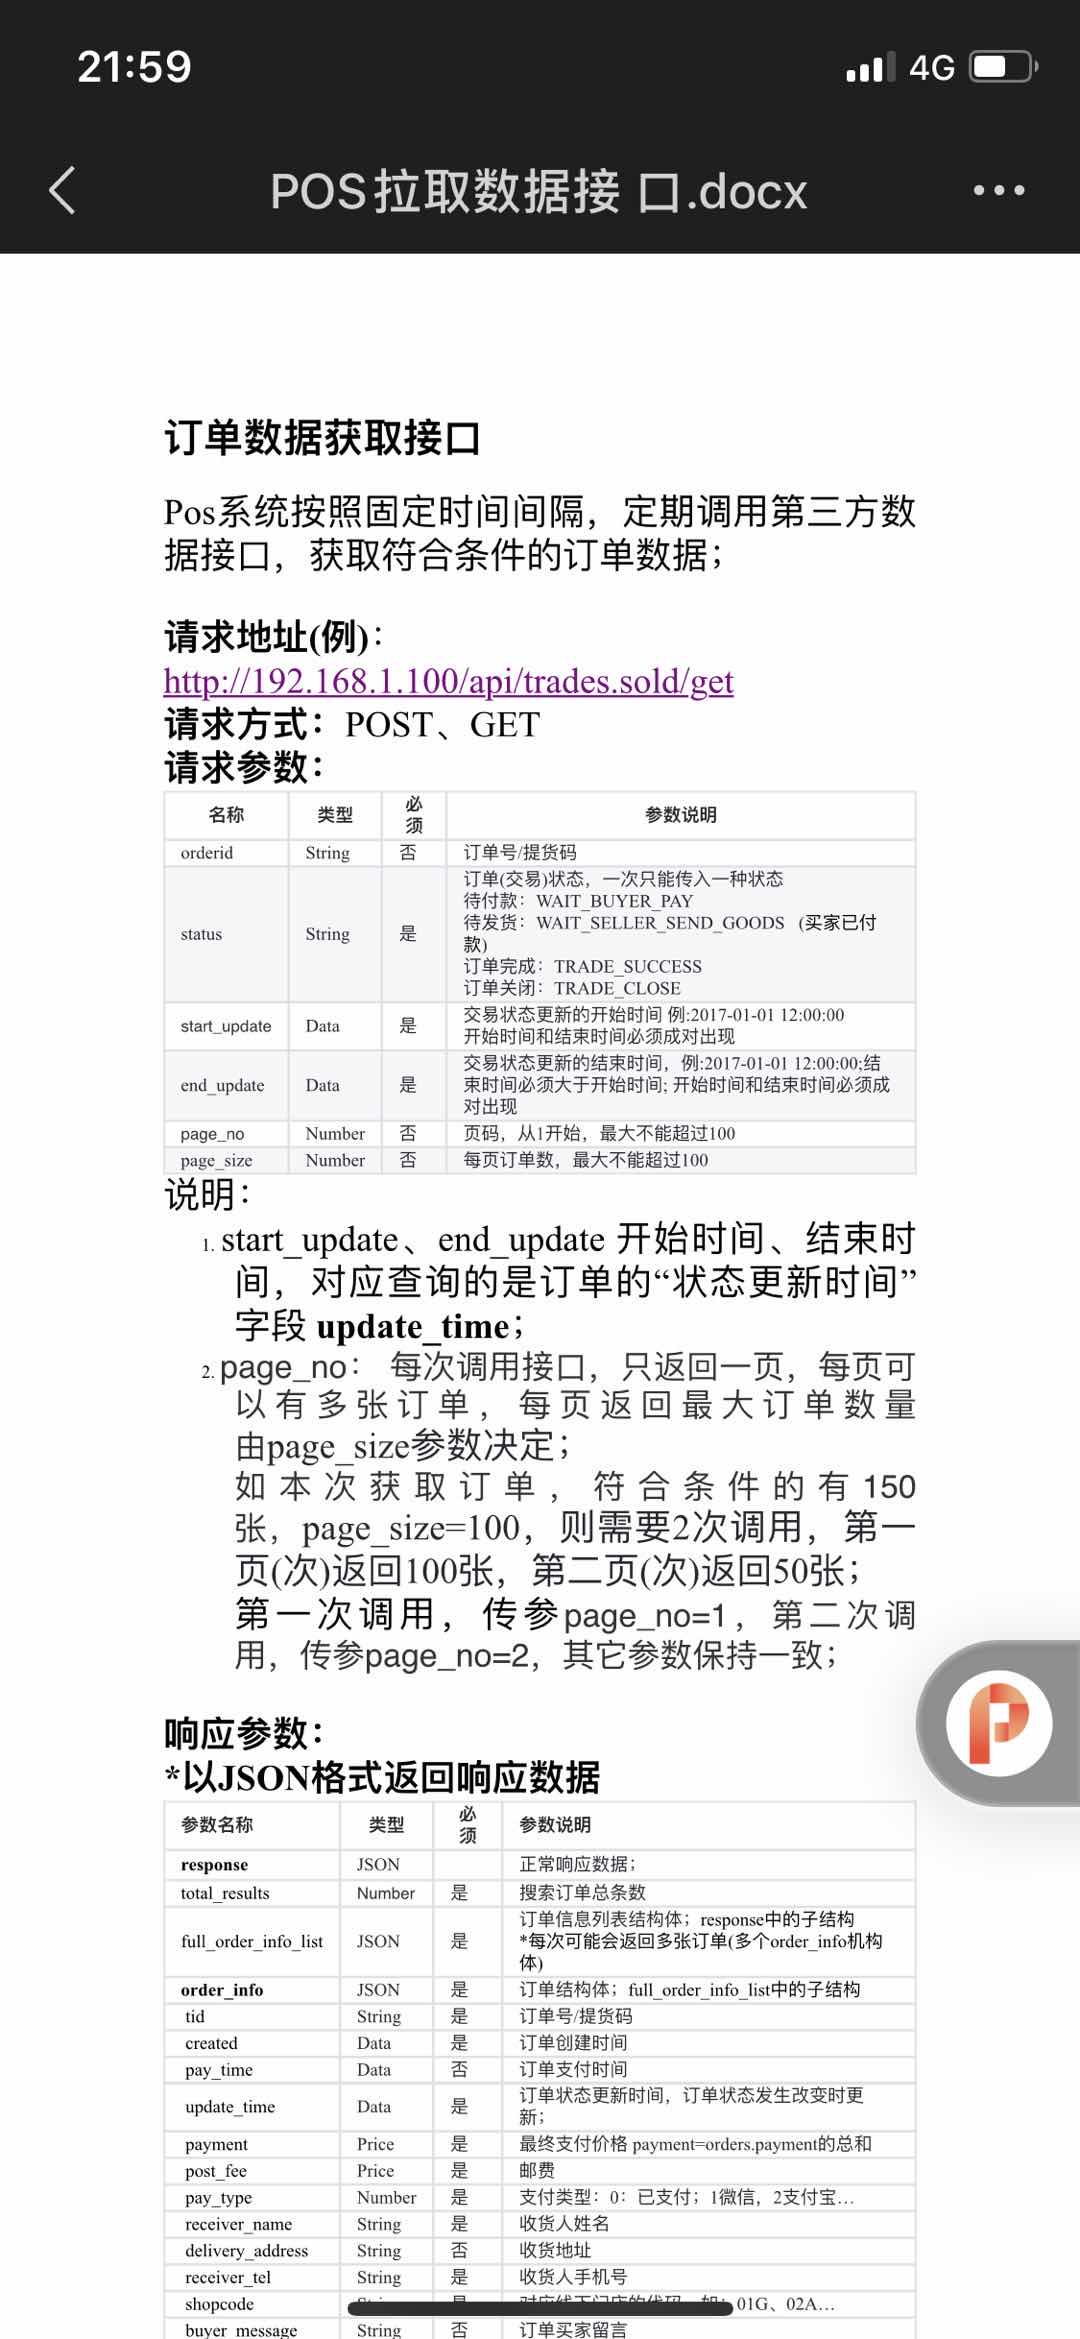 21:59
4G
POS拉取数据接 口.docx
订单数据获取接口
Pos系统按照固定时间间隔，定期调用第三方数
据接口，获取符合条件的订单数据；
请求地址(例)：
http://192.168.1.100/api/trades.sold/get
请求方式：POST、GET
请求参数：
名称 类型 必须 参数说明
orderid String 否 订单号/提货码
status String 是 订单(交易)状态，一次只能传入一种状态
待付款：WAIT_BUYER_PAY
待发货：WAIT_SELLER_SEND_GOODS （买家已付
款)
订单完成：TRADE_SUCCESS
订单关闭：TRADE_CLOSE
start_update Data 是 交易状态更新的开始时间 例:2017-01-01 12:00:00
开始时间和结束时间必须成对出现
end_update Data 是 交易状态更新的结束时间，例:2017-01-01 12:00:00;结
束时间必须大于开始时间; 开始时间和结束时间必须成
对出现
page_no Number 否 页码，从1开始，最大不能超过100
page_size Number 否 每页订单数，最大不能超过100
说明：
1. start_update、end_update 开始时间、结束时
间，对应查询的是订单的“状态更新时间”
字段 update_time；
2. page_no： 每次调用接口，只返回一页，每页可
以有多张订单，每页返回最大订单数量
由page_size参数决定；
如本次获取订单，符合条件的有150
张，page_size=100，则需要2次调用，第一
页(次)返回100张，第二页(次)返回50张；
第一次调用，传参page_no=1，第二次调
用，传参page_no=2，其它参数保持一致；
响应参数：
*以JSON格式返回响应数据
参数名称 类型 必须 参数说明
response JSON 正常响应数据；
total_results Number 是 搜索订单总条数
full_order_info_list JSON 是 订单信息列表结构体；response中的子结构
*每次可能会返回多张订单(多个order_info机构
体)
order_info JSON 是 订单结构体；full_order_info_list中的子结构
tid String 是 订单号/提货码
created Data 是 订单创建时间
pay_time Data 否 订单支付时间
update_time Data 是 订单状态更新时间，订单状态发生改变时更
新；
payment Price 是 最终支付价格 payment=orders.payment的总和
post_fee Price 是 邮费
pay_type Number 是 支付类型：0：已支付；1微信，2支付宝…
receiver_name String 是 收货人姓名
delivery_address String 否 收货地址
receiver_tel String 是 收货人手机号
shopcode 01G、02A…
buyer_message String 否 订单买家留言